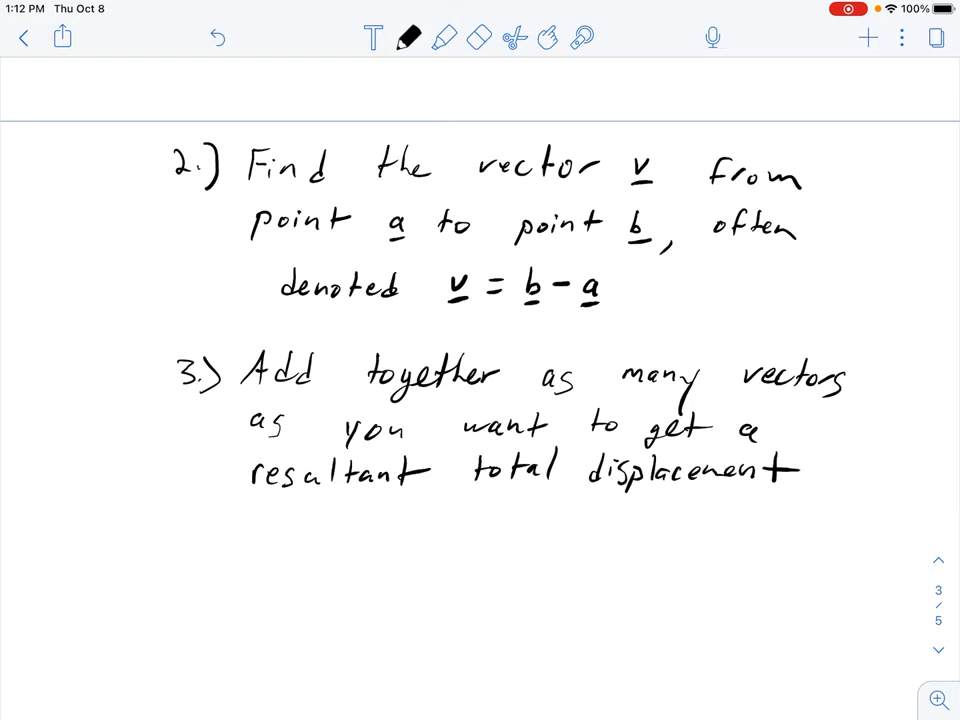 1:12 PM Thu Oct 8
100%
T
2.) Find the vector v from
point a to point b, often
denoted v = b - a
3.) Add together as many vectors
as you want to get a
resultant total displacement
3
/
5